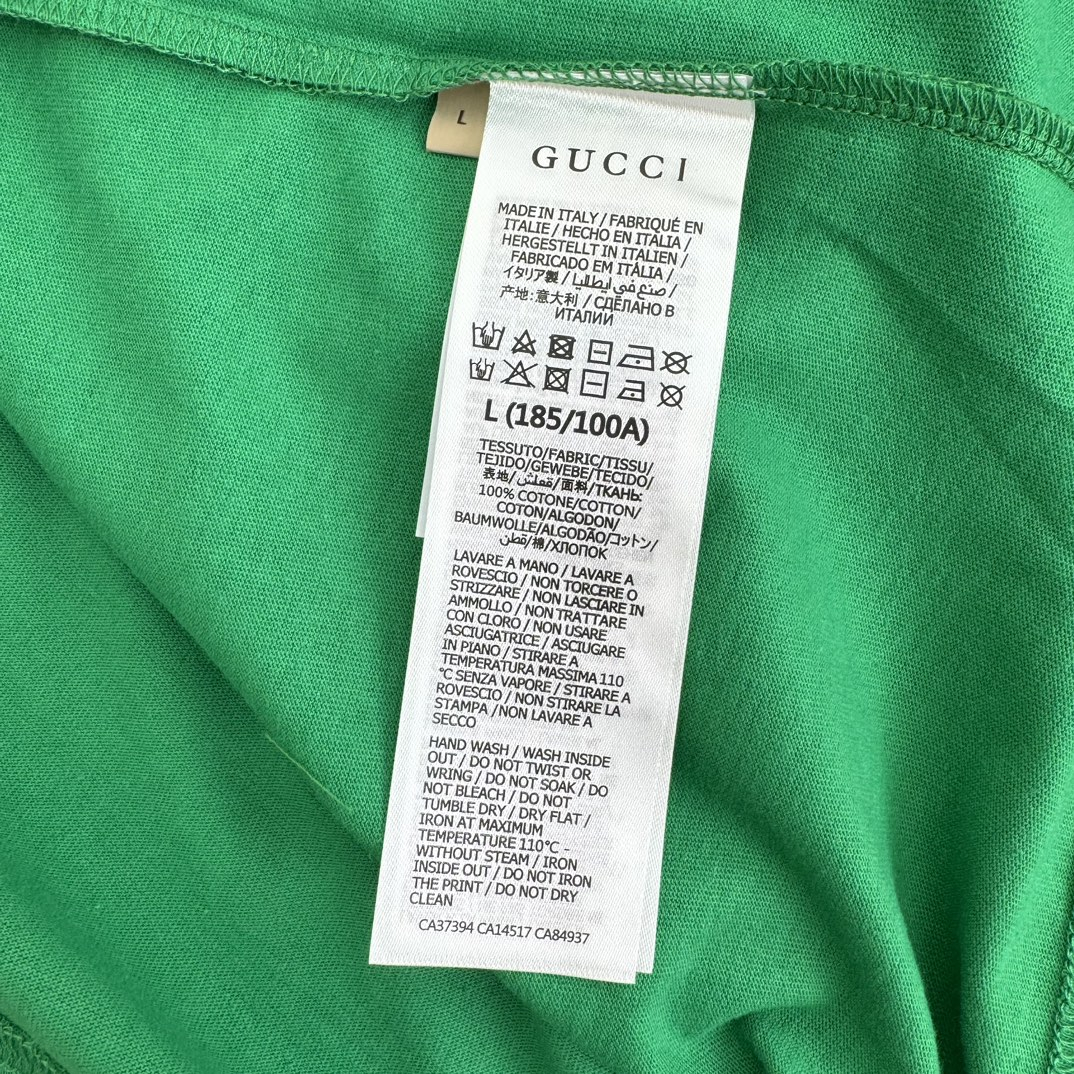 L
GUCCI
MADE IN ITALY / FABRIQUÉ EN
ITALIE / HECHO EN ITALIA /
HERGESTELLT IN ITALIEN /
FABRICADO EM ITÁLIA /
イタリア製 / صنع في ايطاليا /
产地: 意大利 / СДЕЛАНО В
ИТАЛИИ
L (185/100A)
TESSUTO/FABRIC/TISSU/
TEJIDO/GEWEBE/TECIDO/
表地/قماش/面料/ТКАНЬ:
100% COTONE/COTTON/
COTON/ALGODON/
BAUMWOLLE/ALGODÃO/コットン/
قطن/棉/ХЛОПОК
LAVARE A MANO / LAVARE A
ROVESCIO / NON TORCERE O
STRIZZARE / NON LASCIARE IN
AMMOLLO / NON TRATTARE
CON CLORO / NON USARE
ASCIUGATRICE / ASCIUGARE
IN PIANO / STIRARE A
TEMPERATURA MASSIMA 110
°C SENZA VAPORE / STIRARE A
ROVESCIO / NON STIRARE LA
STAMPA /NON LAVARE A
SECCO
HAND WASH / WASH INSIDE
OUT / DO NOT TWIST OR
WRING / DO NOT SOAK / DO
NOT BLEACH / DO NOT
TUMBLE DRY / DRY FLAT /
IRON AT MAXIMUM
TEMPERATURE 110°C -
WITHOUT STEAM / IRON
INSIDE OUT / DO NOT IRON
THE PRINT / DO NOT DRY
CLEAN
CA37394 CA14517 CA84937